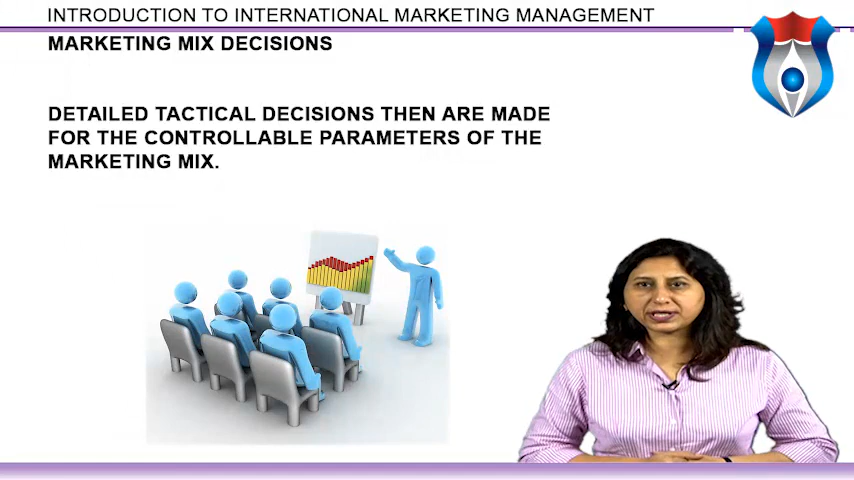 INTRODUCTION TO INTERNATIONAL MARKETING MANAGEMENT
MARKETING MIX DECISIONS
DETAILED TACTICAL DECISIONS THEN ARE MADE
FOR THE CONTROLLABLE PARAMETERS OF THE
MARKETING MIX.